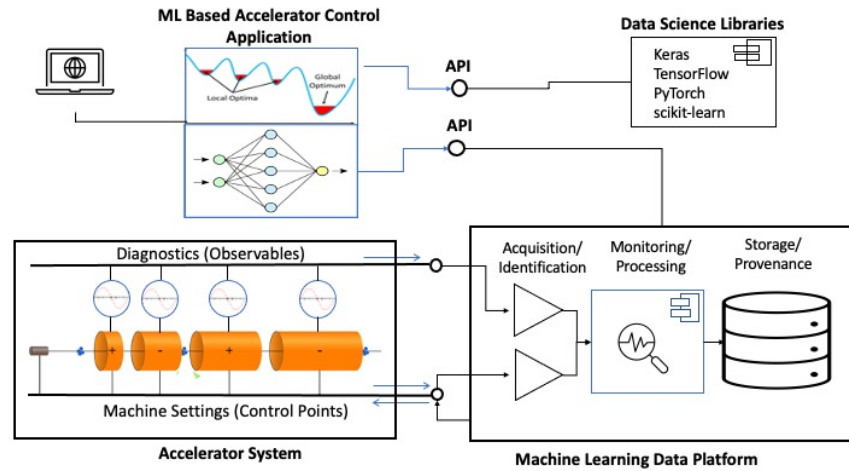 ML Based Accelerator Control
Application
Data Science Libraries
Global
Optimum
Local Optima
API
Keras
TensorFlow
PyTorch
scikit-learn
API
Diagnostics (Observables)
+
-
+
-
Machine Settings (Control Points)
Accelerator System
Acquisition/
Identification
Monitoring/
Processing
Storage/
Provenance
Machine Learning Data Platform